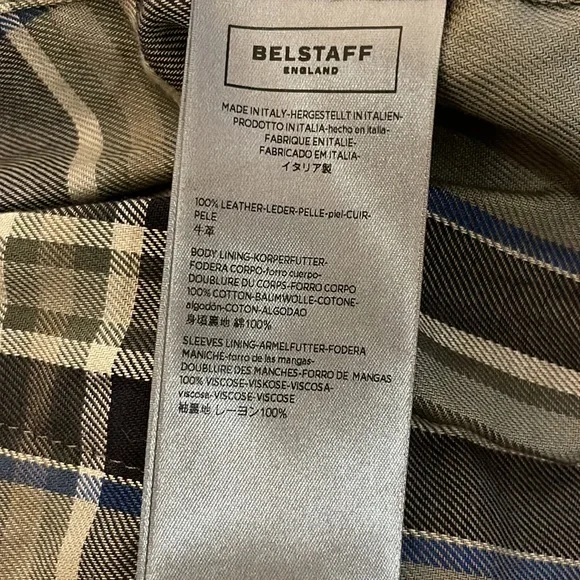 BELSTAFF
ENGLAND
MADE IN ITALY-HERGESTELLT IN ITALIEN-
PRODOTTO IN ITALIA-hecho en italia-
FABRIQUE EN ITALIE-
FABRICADO EM ITALIA-
イタリア製
100% LEATHER-LEDER-PELLE-piel-CUIR-
PELE
牛革
BODY LINING-KORPERFUTTER-
FODERA CORPO-forro cuerpo-
DOUBLURE DU CORPS-FORRO CORPO
100% COTTON-BAUMWOLLE-COTONE-
algodón-COTON-ALGODAO
身頃裏地 綿100%
SLEEVES LINING-ARMELFUTTER-FODERA
MANICHE-forro de las mangas-
DOUBLURE DES MANCHES-FORRO DE MANGAS
100% VISCOSE-VISKOSE-VISCOSA-
viscose-VISCOSE-VISCOSE
袖裏地 レーヨン100%